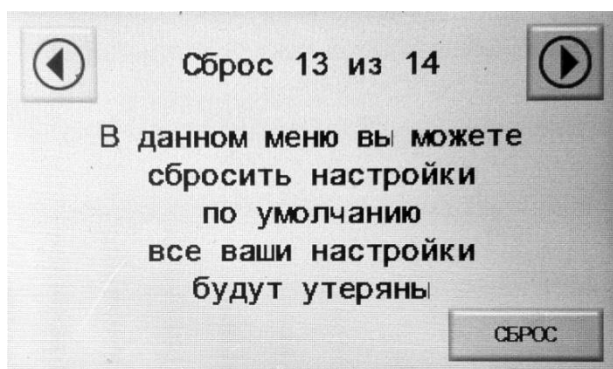 Сброс 13 из 14
В данном меню вы можете
сбросить настройки
по умолчанию
все ваши настройки
будут утеряны
СБРОС